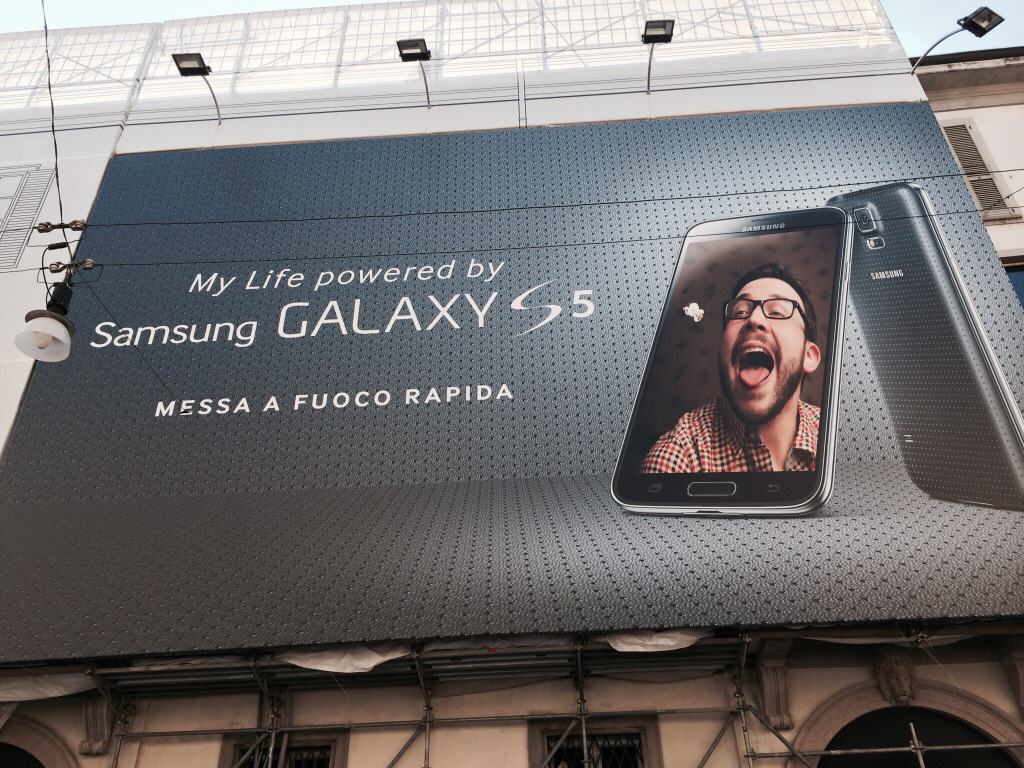 My Life powered by
Samsung GALAXY S5
MESSA A FUOCO RAPIDA
SAMSUNG
SAMSUNG